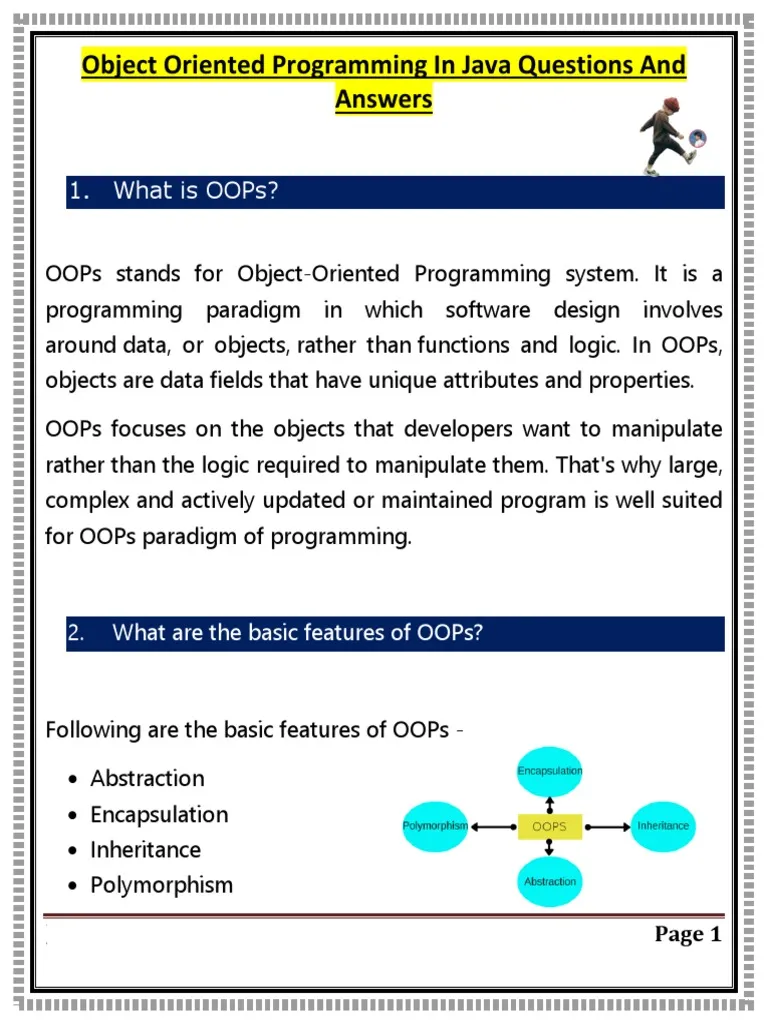 Object Oriented Programming In Java Questions And
Answers
1. What is OOPs?
OOPs stands for Object-Oriented Programming system. It is a
programming paradigm in which software design involves
around data, or objects, rather than functions and logic. In OOPs,
objects are data fields that have unique attributes and properties.
OOPs focuses on the objects that developers want to manipulate
rather than the logic required to manipulate them. That's why large,
complex and actively updated or maintained program is well suited
for OOPs paradigm of programming.
2. What are the basic features of OOPs?
Following are the basic features of OOPs -
• Abstraction
• Encapsulation
• Inheritance
• Polymorphism
Encapsulation
Polymorphism
OOPS
Inheritance
Abstraction
Page 1